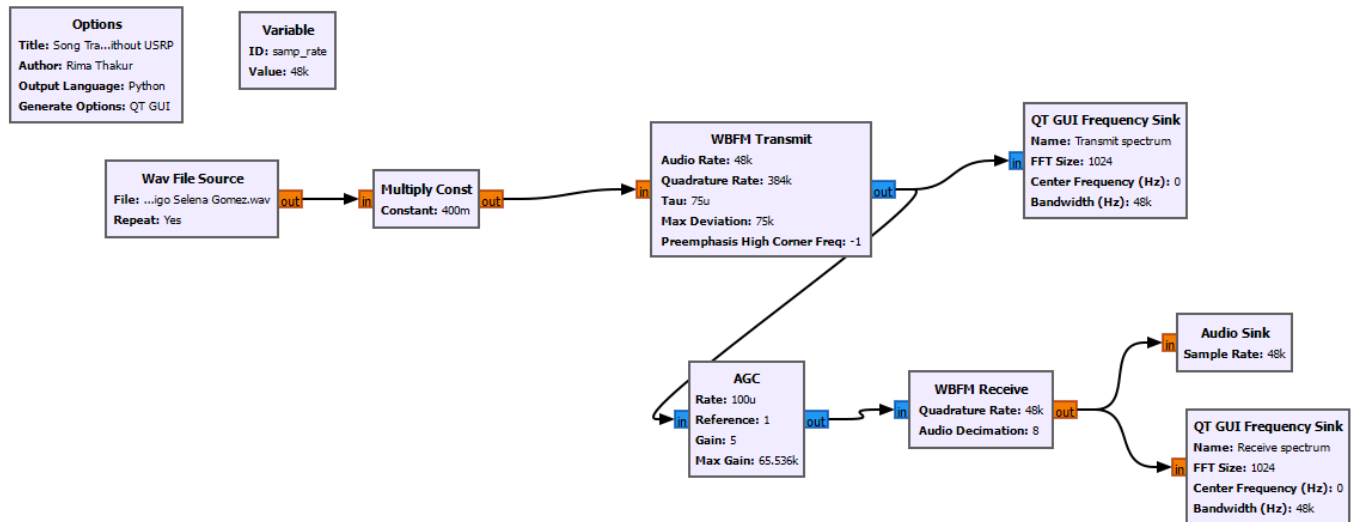 Options
Title: Song Tra...ithout USRP
Author: Rima Thakur
Output Language: Python
Generate Options: QT GUI
Variable
ID: samp_rate
Value: 48k
Wav File Source
File: ...igo Selena Gomez.wav
Repeat: Yes
out
in
Multiply Const
Constant: 400m
out
in
WBFM Transmit
Audio Rate: 48k
Quadrature Rate: 384k
Tau: 75u
Max Deviation: 75k
Preemphasis High Corner Freq: -1
out
in
QT GUI Frequency Sink
Name: Transmit spectrum
FFT Size: 1024
Center Frequency (Hz): 0
Bandwidth (Hz): 48k
in
AGC
Rate: 100u
Reference: 1
Gain: 5
Max Gain: 65.536k
out
in
WBFM Receive
Quadrature Rate: 48k
Audio Decimation: 8
out
in
Audio Sink
Sample Rate: 48k
in
QT GUI Frequency Sink
Name: Receive spectrum
FFT Size: 1024
Center Frequency (Hz): 0
Bandwidth (Hz): 48k